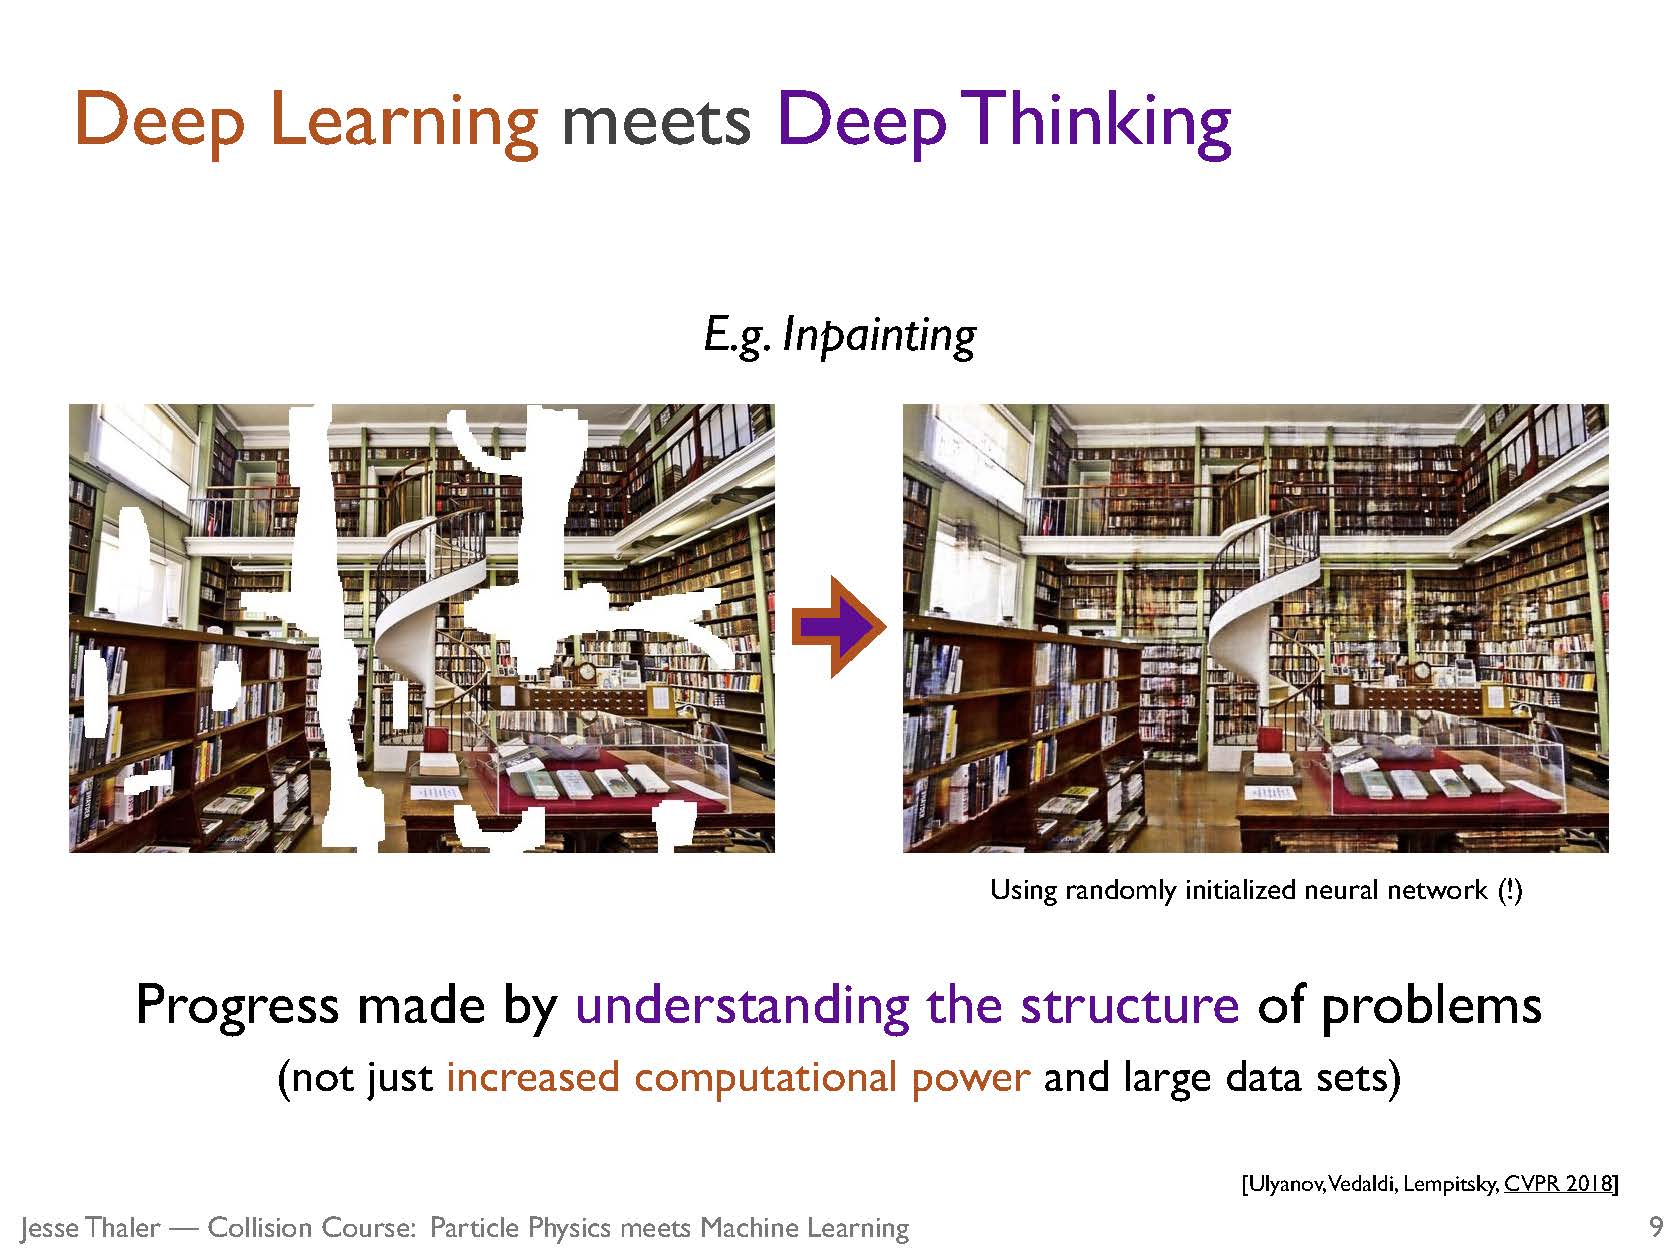 Deep Learning meets Deep Thinking
E.g. Inpainting
Using randomly initialized neural network (!)
Progress made by understanding the structure of problems
(not just increased computational power and large data sets)
[Ulyanov, Vedaldi, Lempitsky, CVPR 2018]
Jesse Thaler — Collision Course: Particle Physics meets Machine Learning
9